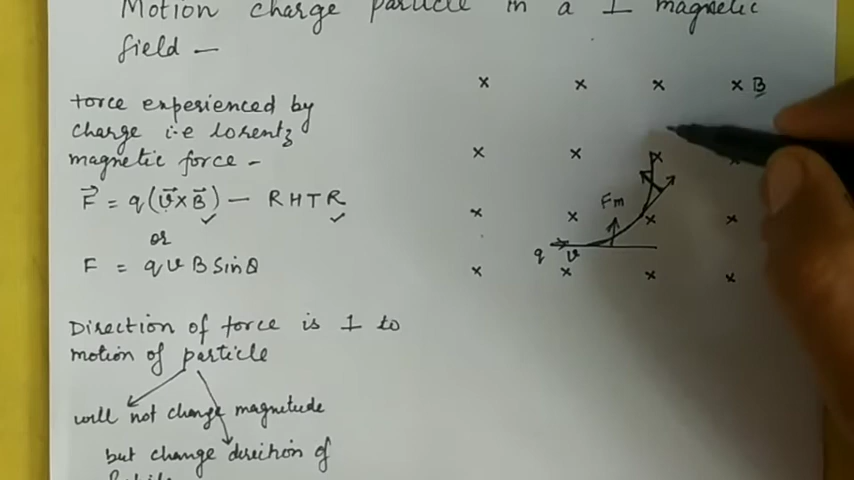 Motion charge particle in a ⊥ magnetic
field —
force experienced by
charge i.e lorentz
magnetic force -
F⃗ = q(v⃗ × B⃗) — RHTR
or
F = qvB Sinθ
Direction of force is ⊥ to
motion of particle
will not change magnitude
but change direction of
x x x x B
x x x x
Fm
x x x x
q v
x x x x